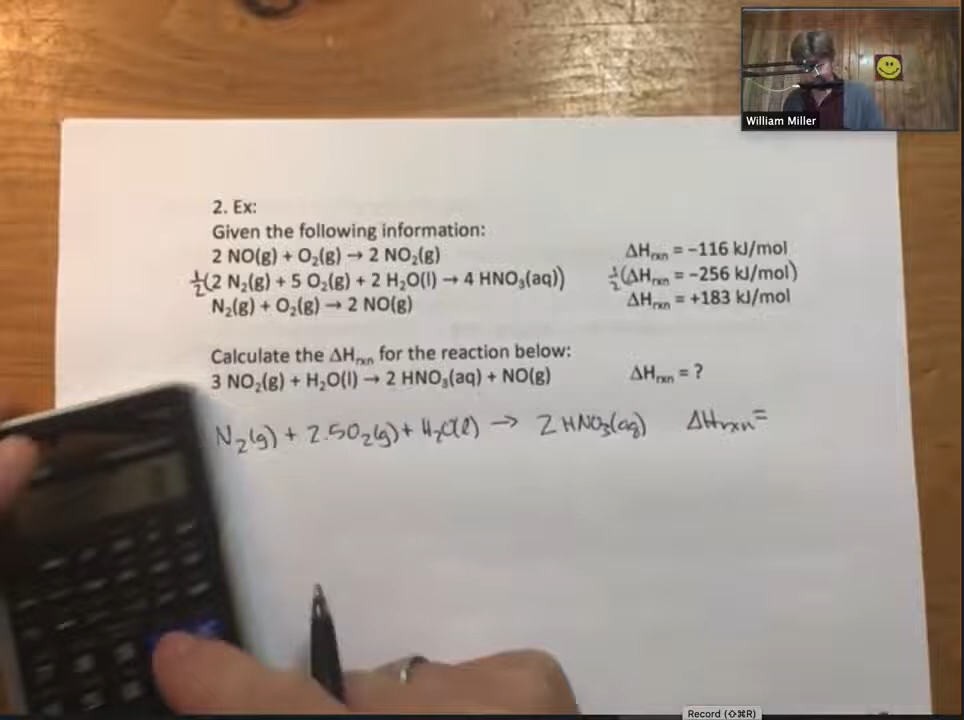 William Miller
2. Ex:
Given the following information:
2 NO(g) + O₂(g) → 2 NO₂(g) ΔHᵣₓₙ = -116 kJ/mol
½(2 N₂(g) + 5 O₂(g) + 2 H₂O(l) → 4 HNO₃(aq)) ½(ΔHᵣₓₙ = -256 kJ/mol)
N₂(g) + O₂(g) → 2 NO(g) ΔHᵣₓₙ = +183 kJ/mol
Calculate the ΔHᵣₓₙ for the reaction below:
3 NO₂(g) + H₂O(l) → 2 HNO₃(aq) + NO(g) ΔHᵣₓₙ = ?
N₂(g) + 2.5O₂(g) + H₂O(l) → 2 HNO₃(aq) ΔHrxn =
Record (⇧⌘R)